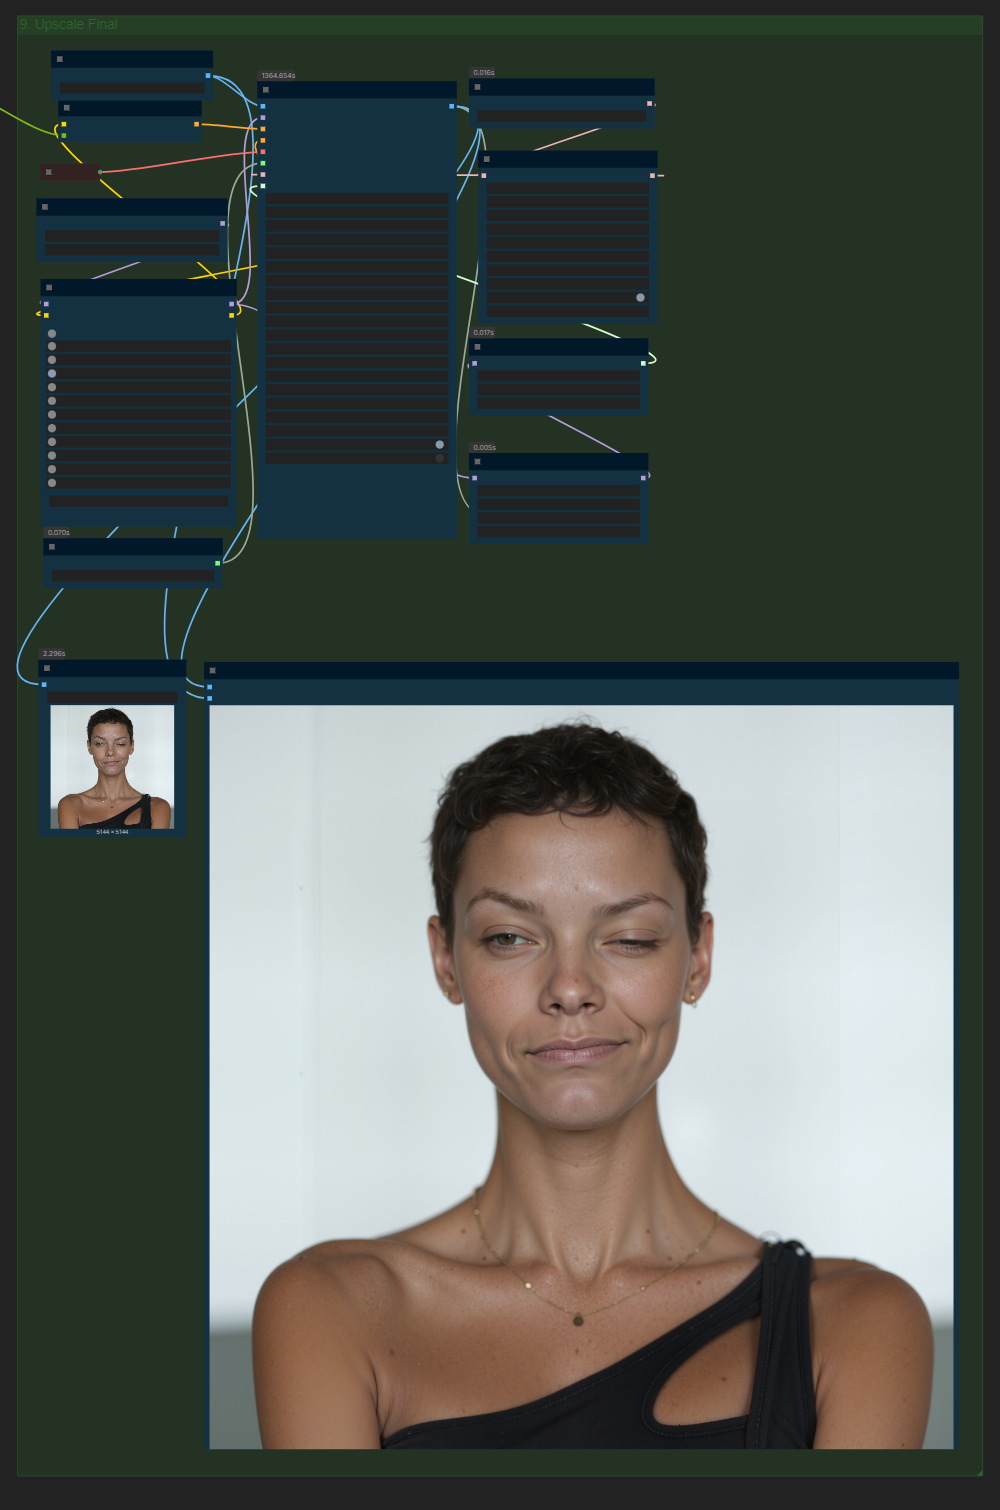 9. Upscale Final
1364.654s
0.016s
0.017s
0.005s
0.070s
2.296s
5144 × 5144